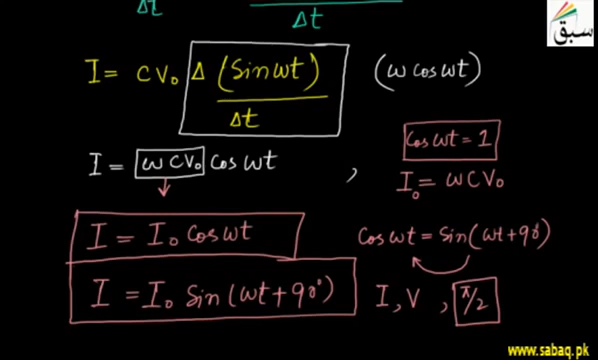 Δt Δt
سبق
I = CV₀ Δ (Sin ωt) / Δt (ω cos ωt)
I = ωCV₀ Cos ωt , Cos ωt = 1
I₀ = ωCV₀
I = I₀ Cos ωt Cos ωt = Sin(ωt + 90°)
I = I₀ Sin(ωt + 90°) I, V, π/2
www.sabaq.pk